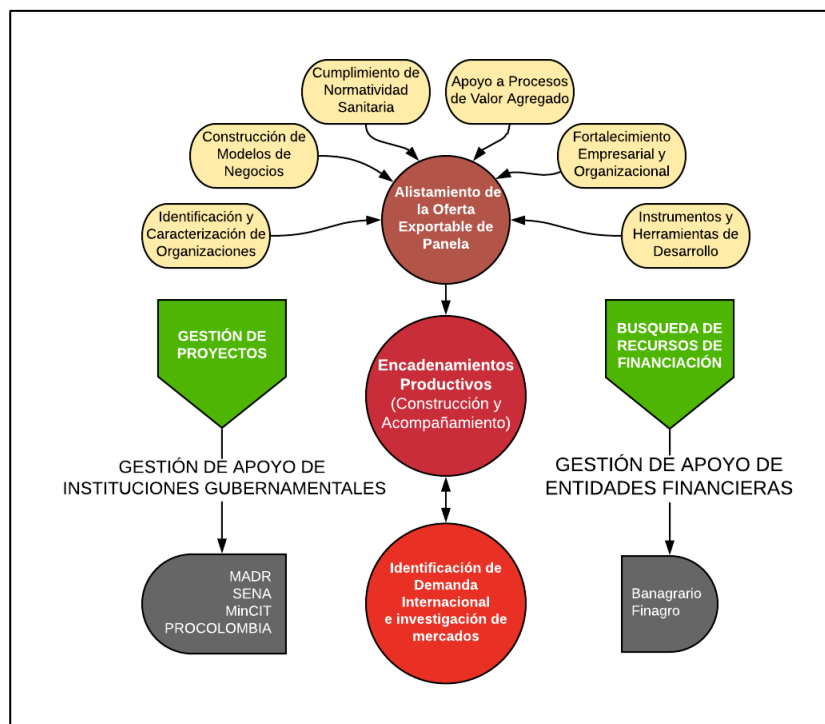 Cumplimiento de
Normatividad
Sanitaria
Apoyo a Procesos
de Valor Agregado
Construcción de
Modelos de
Negocios
Fortalecimiento
Empresarial y
Organizacional
Identificación y
Caracterización de
Organizaciones
Alistamiento de
la Oferta
Exportable de
Panela
Instrumentos y
Herramientas de
Desarrollo
GESTIÓN DE
PROYECTOS
Encadenamientos
Productivos
(Construcción y
Acompañamiento)
BUSQUEDA DE
RECURSOS DE
FINANCIACIÓN
GESTIÓN DE APOYO DE
INSTITUCIONES GUBERNAMENTALES
GESTIÓN DE APOYO DE
ENTIDADES FINANCIERAS
MADR
SENA
MinCIT
PROCOLOMBIA
Identificación de
Demanda
Internacional
e investigación de
mercados
Banagrario
Finagro